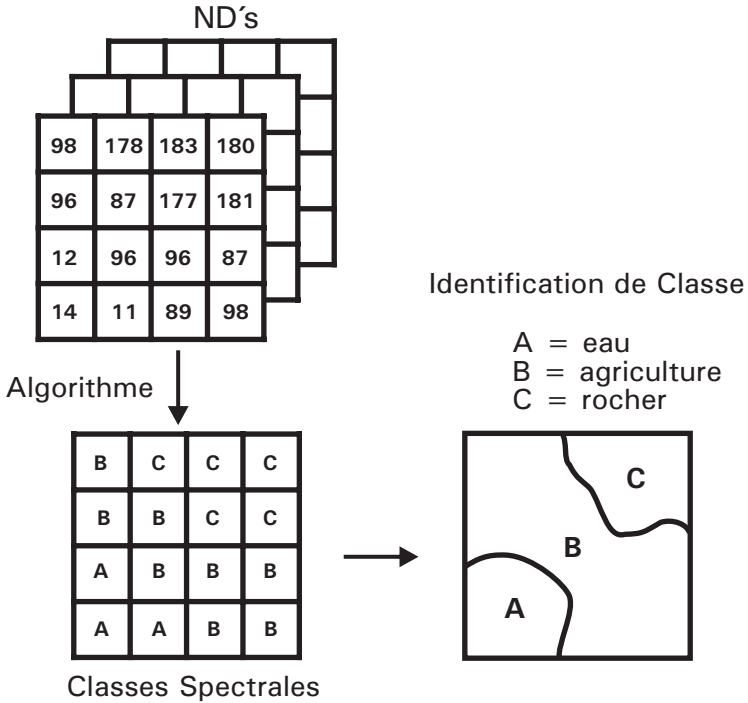 ND´s
98 178 183 180
96 87 177 181
12 96 96 87
14 11 89 98
Algorithme
B C C C
B B C C
A B B B
A A B B
Classes Spectrales
Identification de Classe
A = eau
B = agriculture
C = rocher
C
B
A